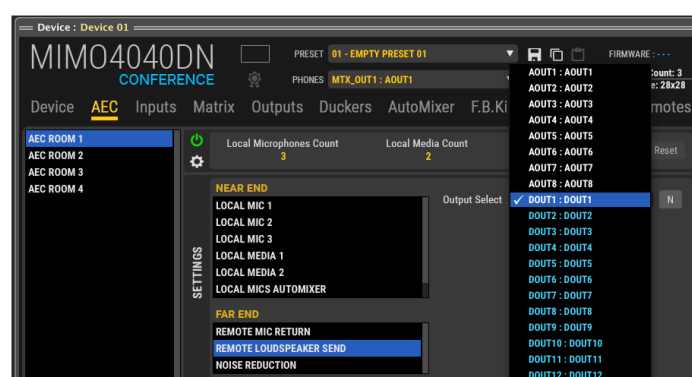 Device : Device 01
MIMO4040DN
CONFERENCE
PRESET 01 - EMPTY PRESET 01
FIRMWARE : ---
PHONES MTX_OUT1 : AOUT1
ount: 3
e: 28x28
Device AEC Inputs Matrix Outputs Duckers AutoMixer F.B.Ki
motes
AEC ROOM 1
AEC ROOM 2
AEC ROOM 3
AEC ROOM 4
Local Microphones Count
3
Local Media Count
2
Reset
SETTINGS
NEAR END
LOCAL MIC 1
LOCAL MIC 2
LOCAL MIC 3
LOCAL MEDIA 1
LOCAL MEDIA 2
LOCAL MICS AUTOMIXER
FAR END
REMOTE MIC RETURN
REMOTE LOUDSPEAKER SEND
NOISE REDUCTION
Output Select
N
AOUT1 : AOUT1
AOUT2 : AOUT2
AOUT3 : AOUT3
AOUT4 : AOUT4
AOUT5 : AOUT5
AOUT6 : AOUT6
AOUT7 : AOUT7
AOUT8 : AOUT8
DOUT1 : DOUT1
DOUT2 : DOUT2
DOUT3 : DOUT3
DOUT4 : DOUT4
DOUT5 : DOUT5
DOUT6 : DOUT6
DOUT7 : DOUT7
DOUT8 : DOUT8
DOUT9 : DOUT9
DOUT10 : DOUT10
DOUT11 : DOUT11
DOUT12 : DOUT12